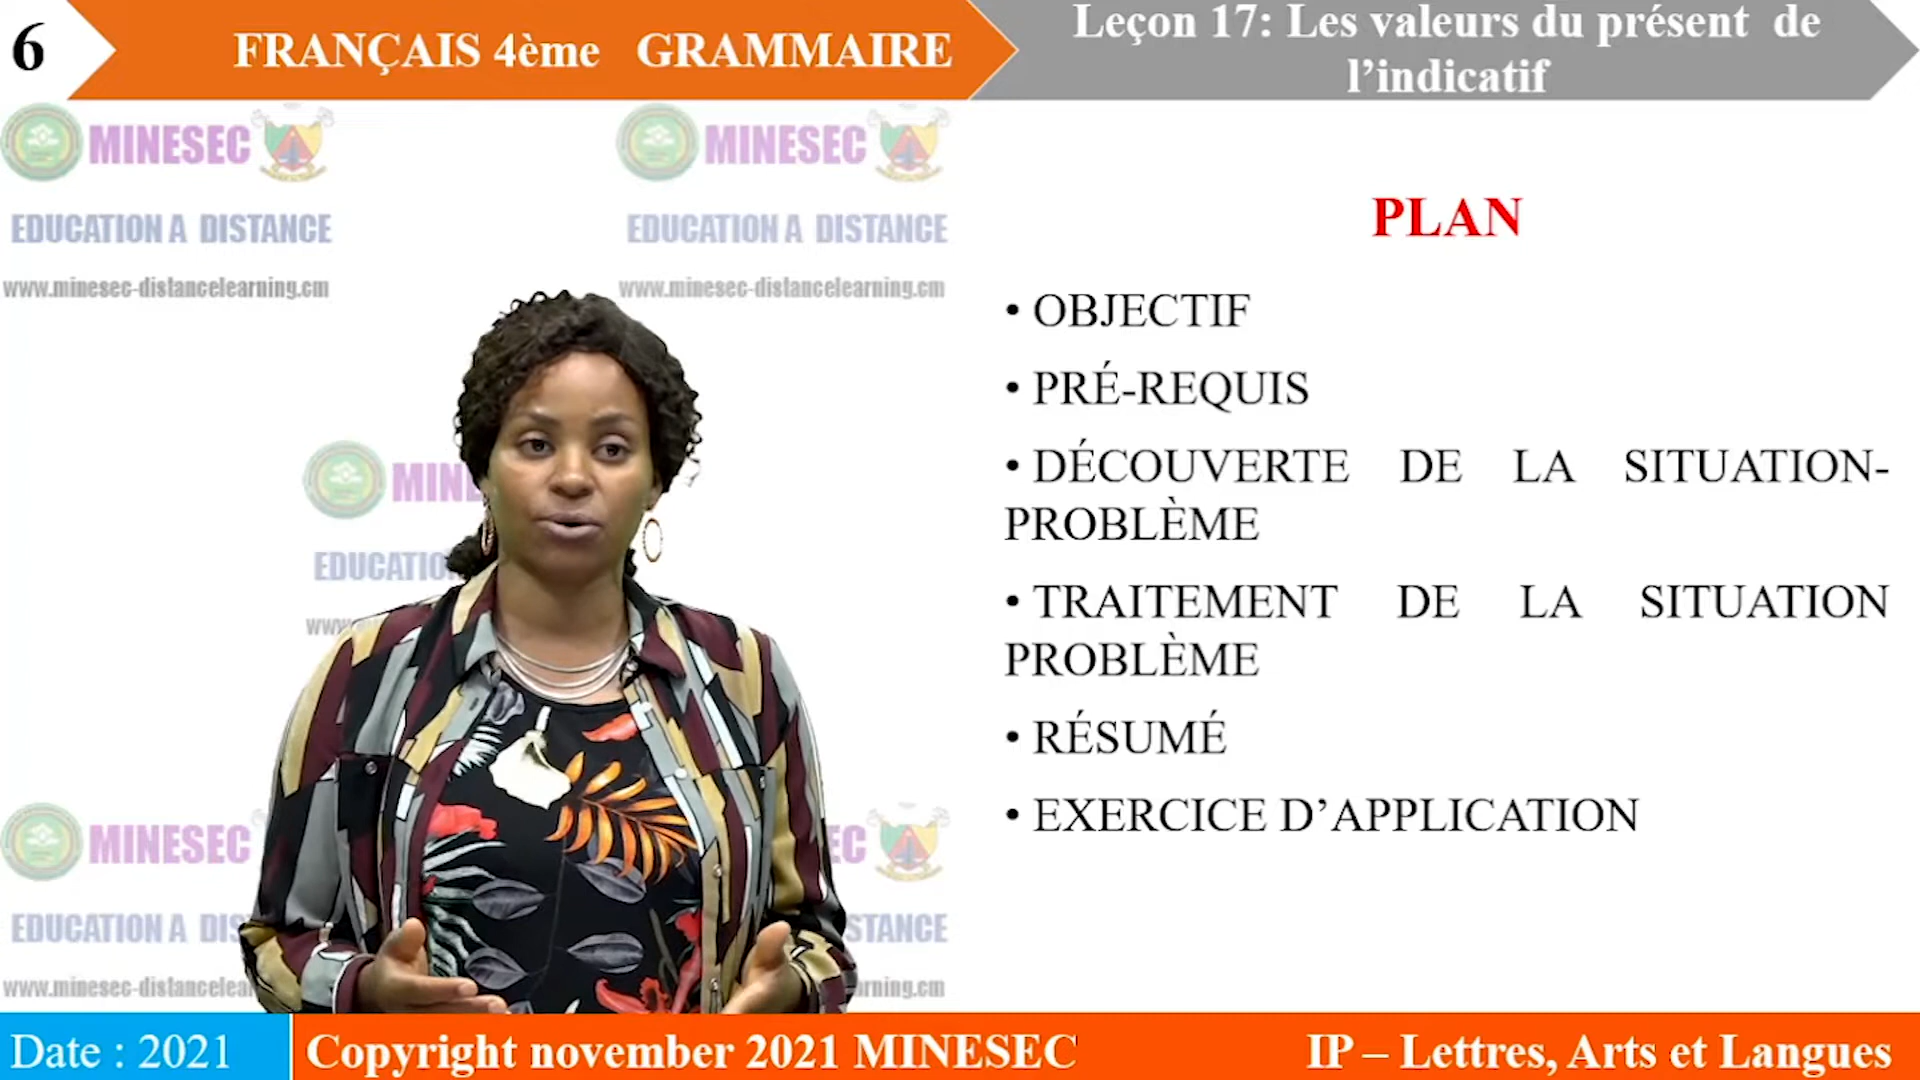 6
FRANÇAIS 4ème GRAMMAIRE
Leçon 17: Les valeurs du présent de
l’indicatif
MINESEC
MINESEC
EDUCATION A DISTANCE
EDUCATION A DISTANCE
www.minesec-distancelearning.cm
www.minesec-distancelearning.cm
PLAN
• OBJECTIF
• PRÉ-REQUIS
• DÉCOUVERTE DE LA SITUATION-
PROBLÈME
• TRAITEMENT DE LA SITUATION
PROBLÈME
• RÉSUMÉ
• EXERCICE D’APPLICATION
MINESEC
EDUCATION A
Date : 2021
Copyright november 2021 MINESEC
IP – Lettres, Arts et Langues